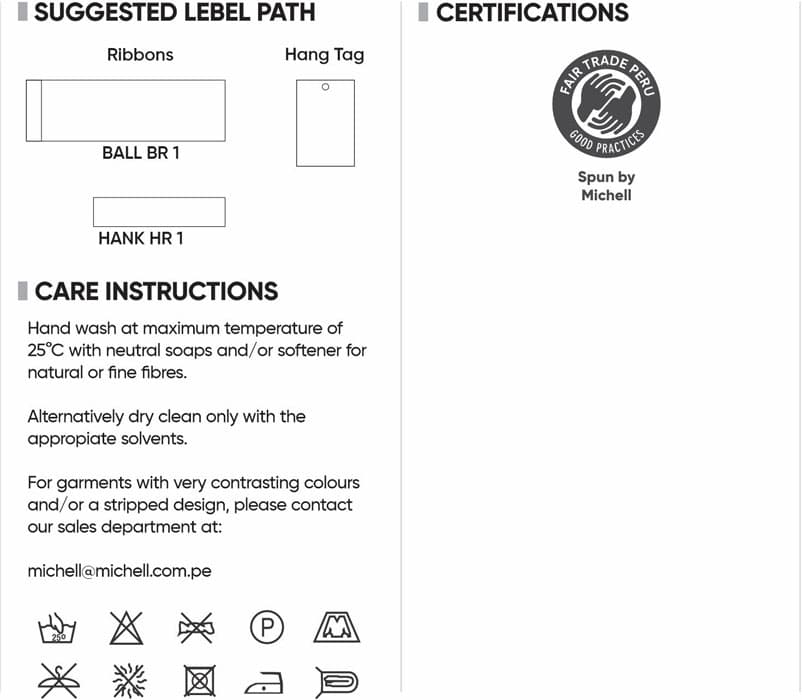 SUGGESTED LEBEL PATH
Ribbons
Hang Tag
BALL BR 1
HANK HR 1
CARE INSTRUCTIONS
Hand wash at maximum temperature of
25°C with neutral soaps and/or softener for
natural or fine fibres.
Alternatively dry clean only with the
appropiate solvents.
For garments with very contrasting colours
and/or a stripped design, please contact
our sales department at:
michell@michell.com.pe
25º
P
CERTIFICATIONS
FAIR TRADE PERU
GOOD PRACTICES
Spun by
Michell